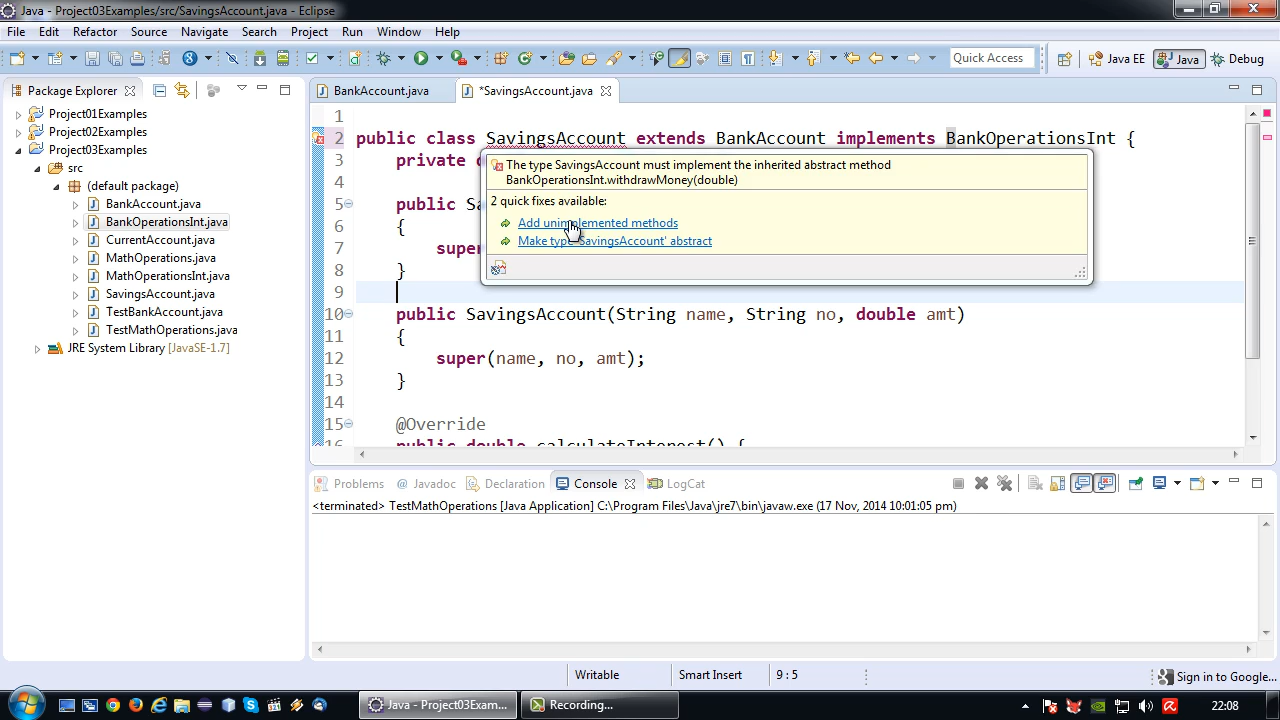 Java - Project03Examples/src/SavingsAccount.java - Eclipse
File Edit Refactor Source Navigate Search Project Run Window Help
Quick Access Java EE Java Debug
Package Explorer BankAccount.java *SavingsAccount.java
Project01Examples
Project02Examples
Project03Examples
src
(default package)
BankAccount.java
BankOperationsInt.java
CurrentAccount.java
MathOperations.java
MathOperationsInt.java
SavingsAccount.java
TestBankAccount.java
TestMathOperations.java
JRE System Library [JavaSE-1.7]
1
2 public class SavingsAccount extends BankAccount implements BankOperationsInt {
3 private
4
5 public
6 {
7 super
8 }
9
10 public SavingsAccount(String name, String no, double amt)
11 {
12 super(name, no, amt);
13 }
14
15 @Override
16 public double calculateInterest() {
The type SavingsAccount must implement the inherited abstract method
BankOperationsInt.withdrawMoney(double)
2 quick fixes available:
Add unimplemented methods
Make type 'SavingsAccount' abstract
Problems Javadoc Declaration Console LogCat
<terminated> TestMathOperations [Java Application] C:\Program Files\Java\jre7\bin\javaw.exe (17 Nov, 2014 10:01:05 pm)
Writable Smart Insert 9 : 5 Sign in to Google...
Java - Project03Exam... Recording... 22:08